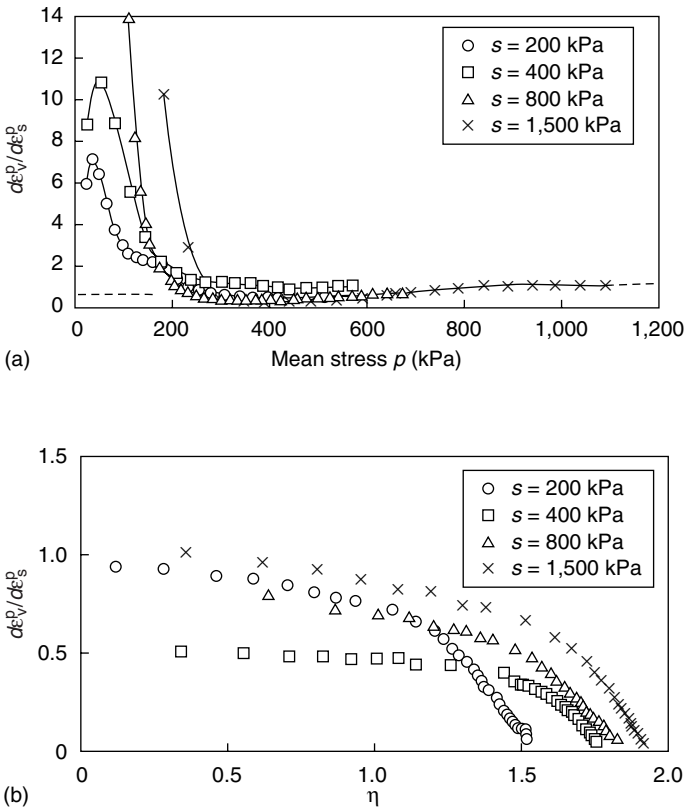 14
12
10
8
6
4
2
0
dεᵖᵥ/dεᵖₛ
s = 200 kPa
s = 400 kPa
s = 800 kPa
s = 1,500 kPa
0 200 400 600 800 1,000 1,200
Mean stress p (kPa)
(a)
1.5
1.0
0.5
0
dεᵖᵥ/dεᵖₛ
s = 200 kPa
s = 400 kPa
s = 800 kPa
s = 1,500 kPa
0 0.5 1.0 1.5 2.0
η
(b)